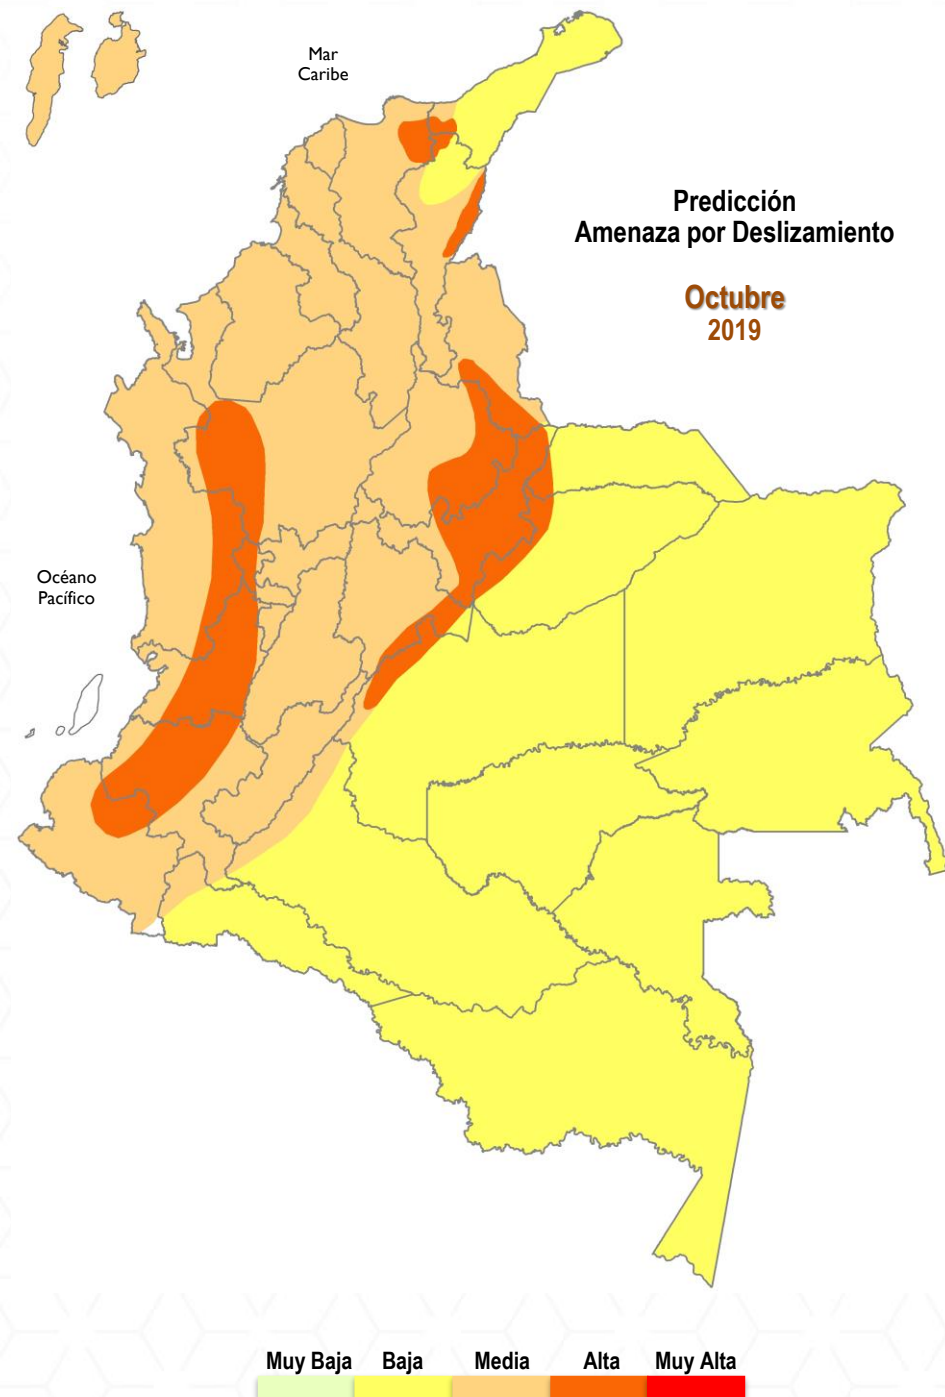 Mar
Caribe
Predicción
Amenaza por Deslizamiento
Octubre
2019
Océano
Pacífico
Muy Baja Baja Media Alta Muy Alta